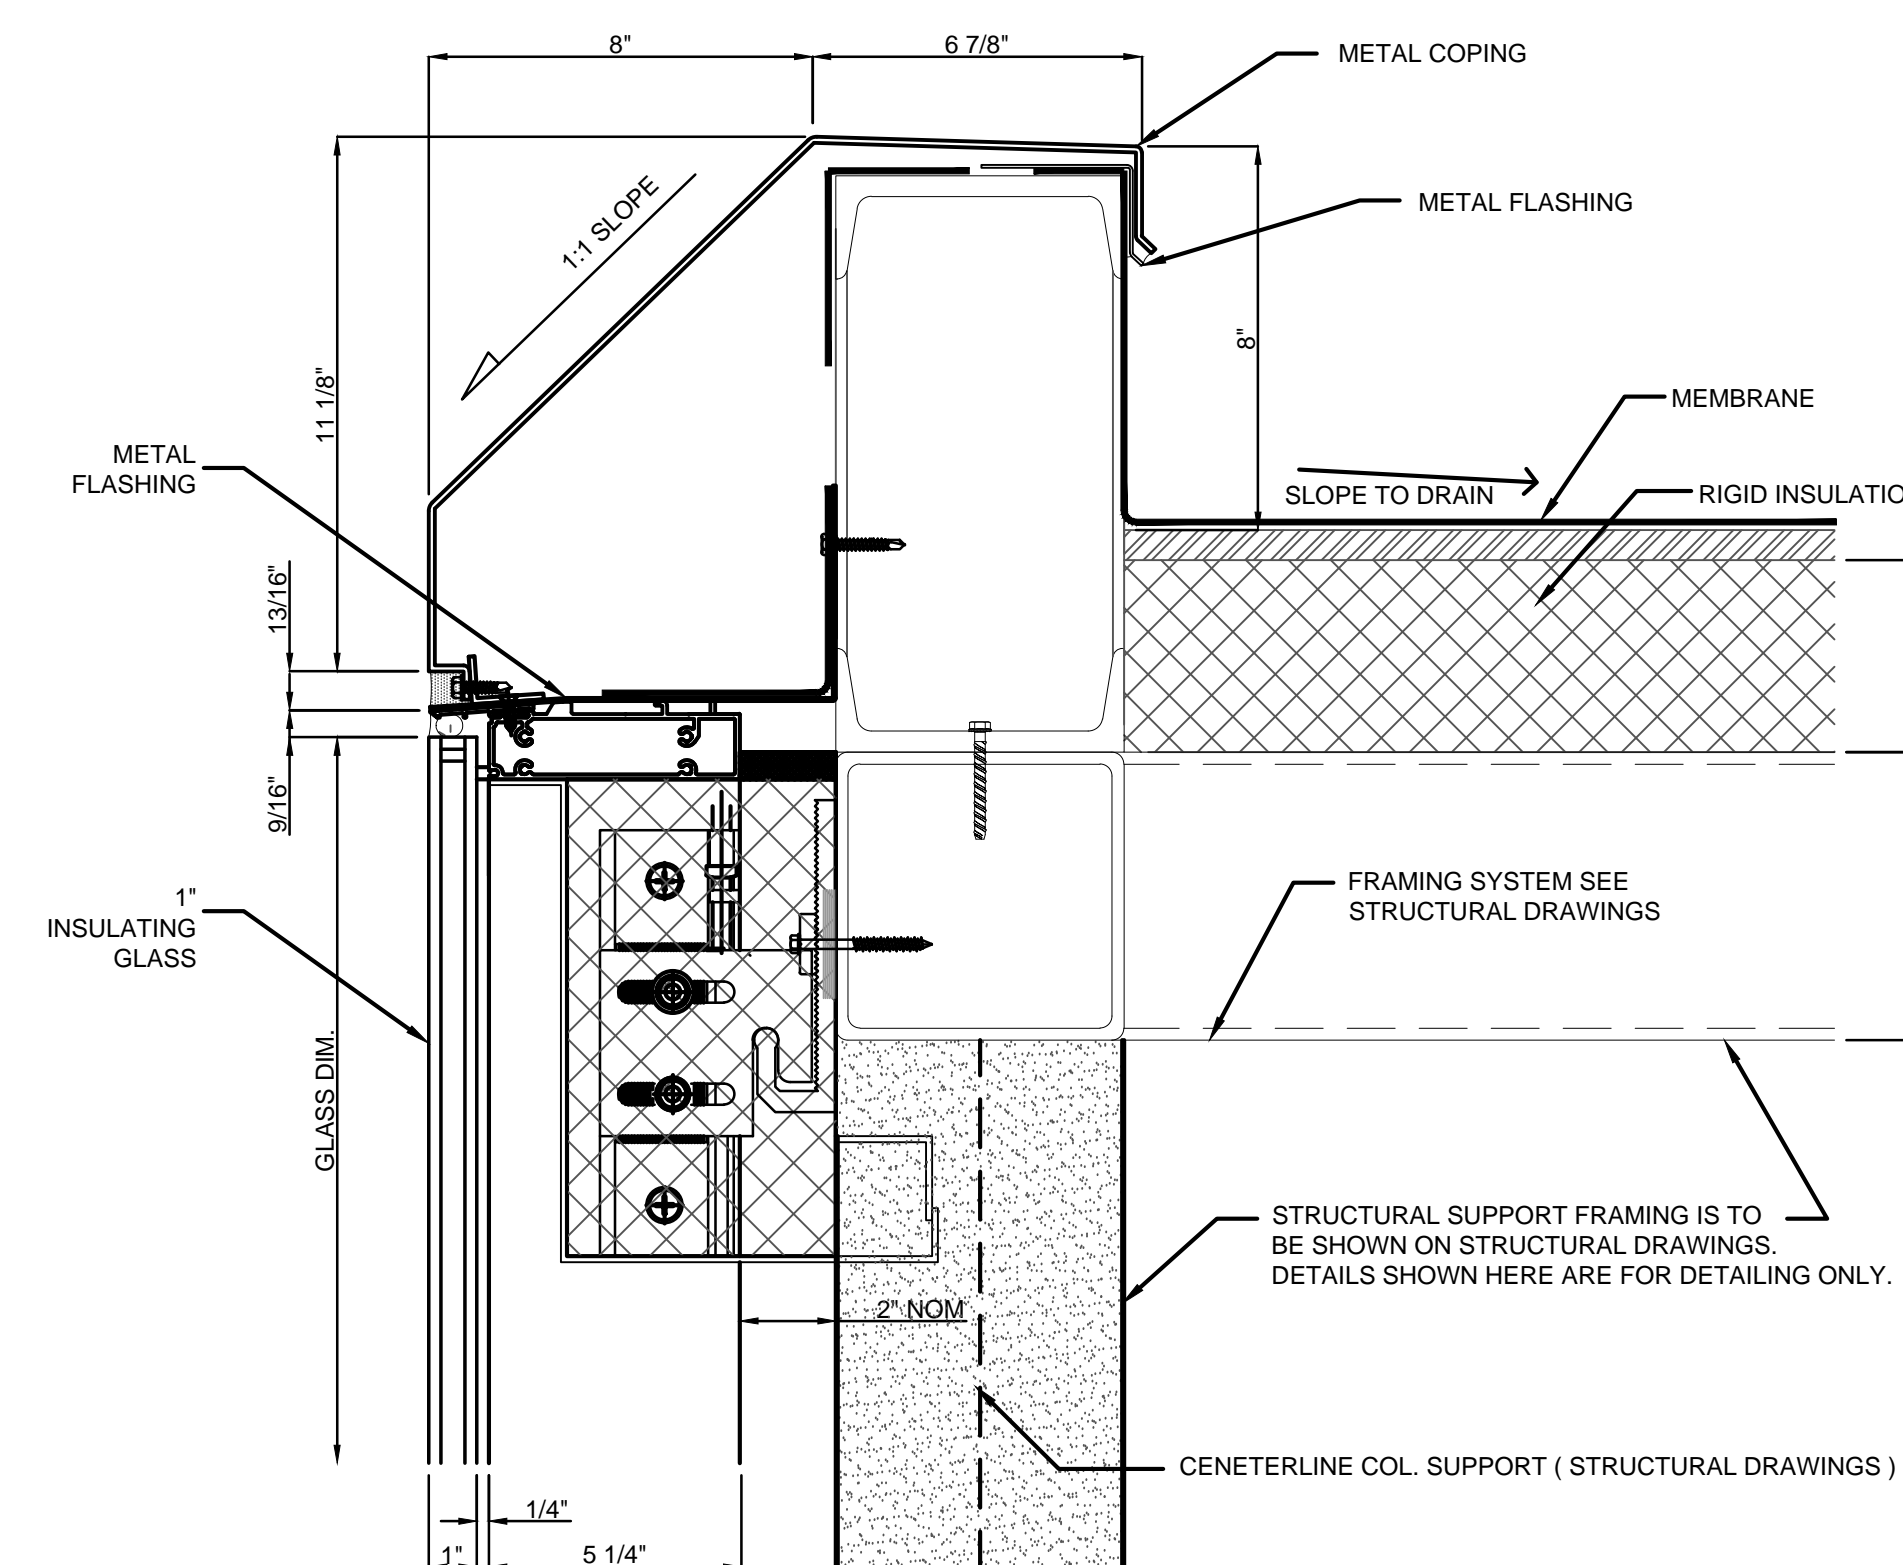 8"
6 7/8"
METAL COPING
1:1 SLOPE
METAL FLASHING
11 1/8"
8"
MEMBRANE
METAL
FLASHING
SLOPE TO DRAIN
RIGID INSULATIO
13/16"
9/16"
1"
INSULATING
GLASS
FRAMING SYSTEM SEE
STRUCTURAL DRAWINGS
GLASS DIM.
STRUCTURAL SUPPORT FRAMING IS TO
BE SHOWN ON STRUCTURAL DRAWINGS.
DETAILS SHOWN HERE ARE FOR DETAILING ONLY.
2" NOM
CENETERLINE COL. SUPPORT ( STRUCTURAL DRAWINGS )
1/4"
1"
5 1/4"